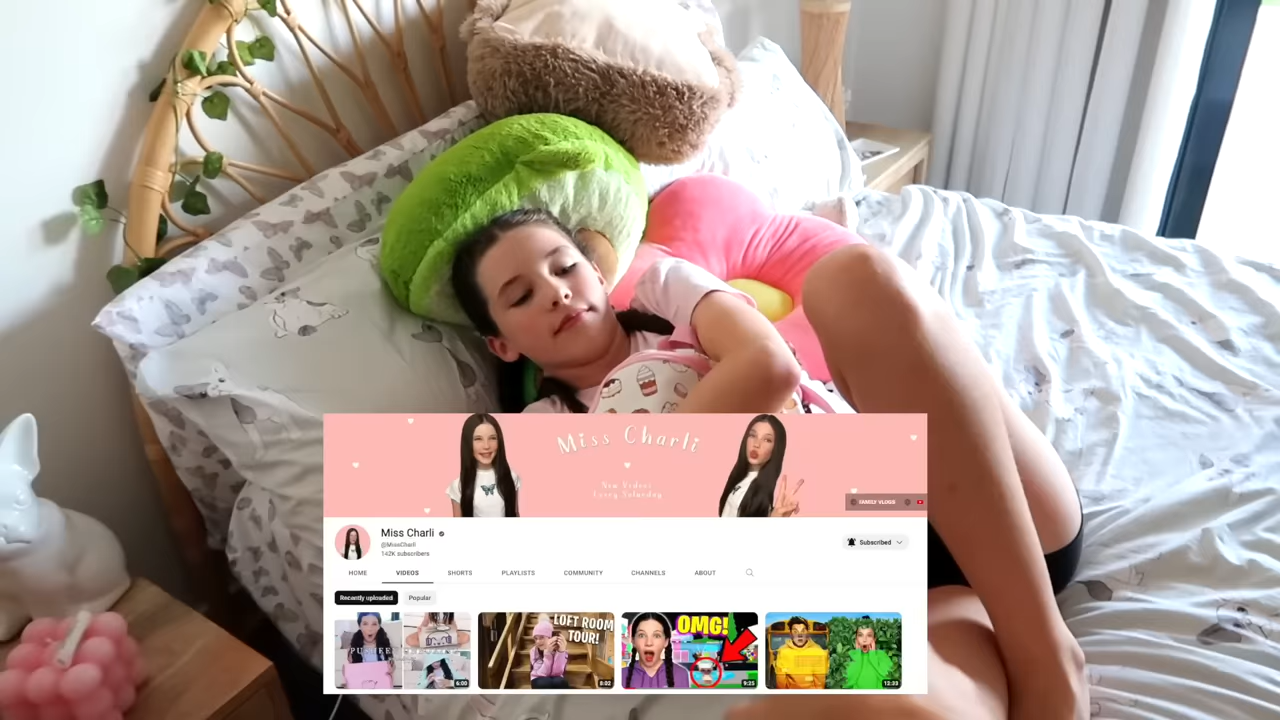 Miss Charli
New Videos
Every Saturday
FAMILY VLOGS
Miss Charli
@MissCharli
142K subscribers
Subscribed
HOME VIDEOS SHORTS PLAYLISTS COMMUNITY CHANNELS ABOUT
Recently uploaded Popular
LOFT ROOM
TOUR!
OMG!
6:00 8:02 9:25 12:23